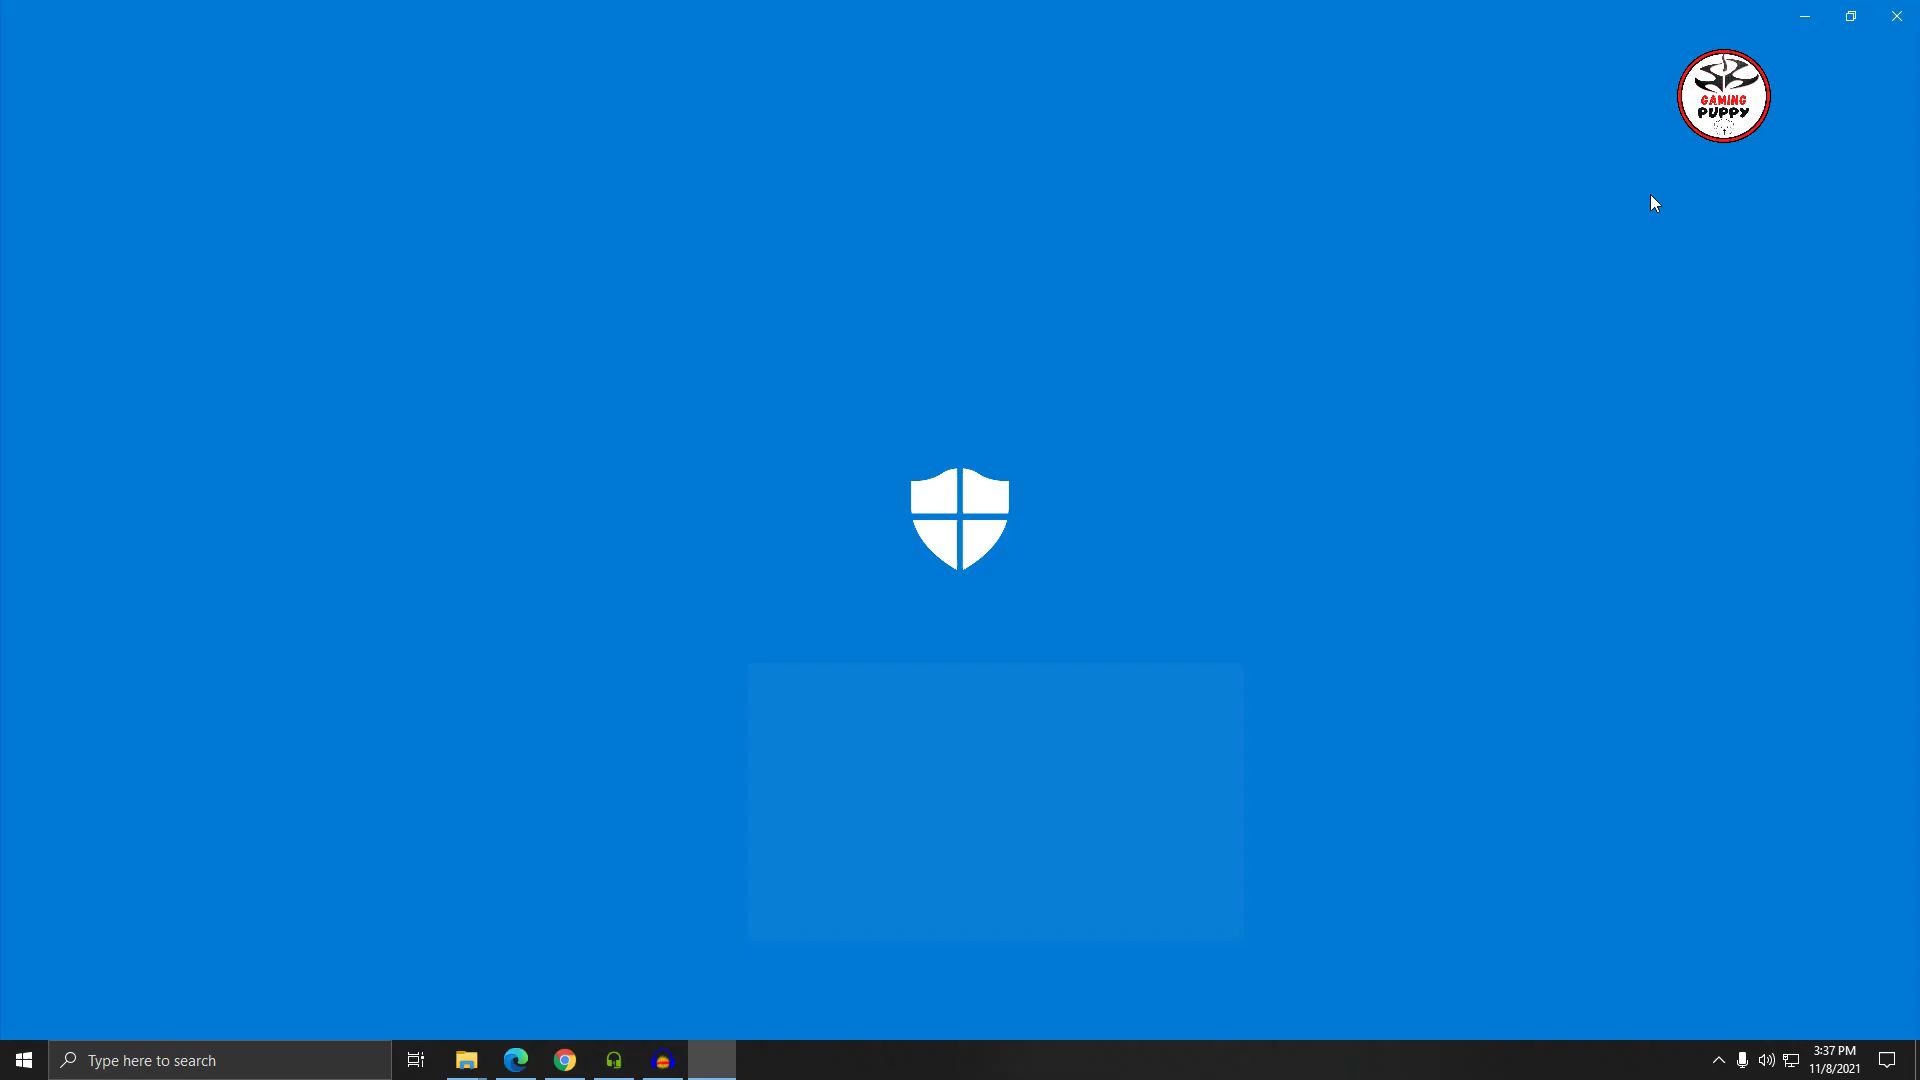 GAMING
PUPPY
Type here to search
3:37 PM
11/8/2021